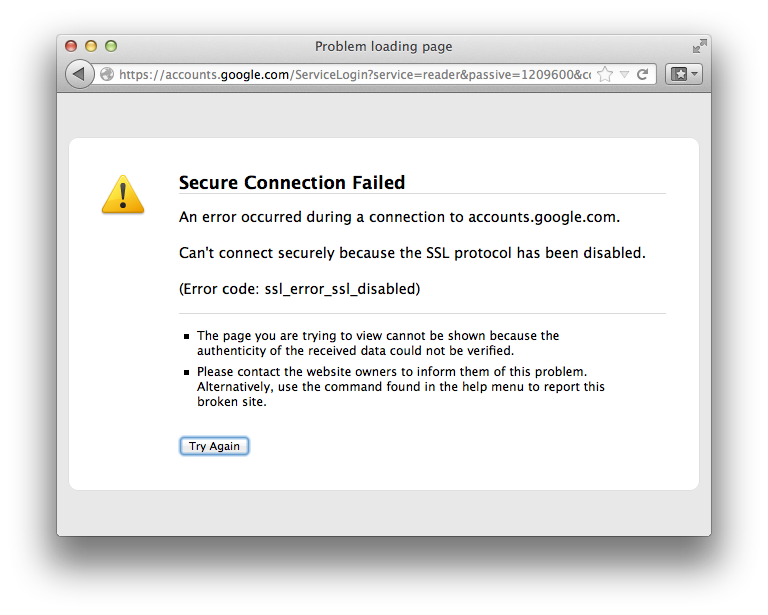 Problem loading page
https://accounts.google.com/ServiceLogin?service=reader&passive=1209600&c
Secure Connection Failed
An error occurred during a connection to accounts.google.com.
Can't connect securely because the SSL protocol has been disabled.
(Error code: ssl_error_ssl_disabled)
The page you are trying to view cannot be shown because the
authenticity of the received data could not be verified.
Please contact the website owners to inform them of this problem.
Alternatively, use the command found in the help menu to report this
broken site.
Try Again